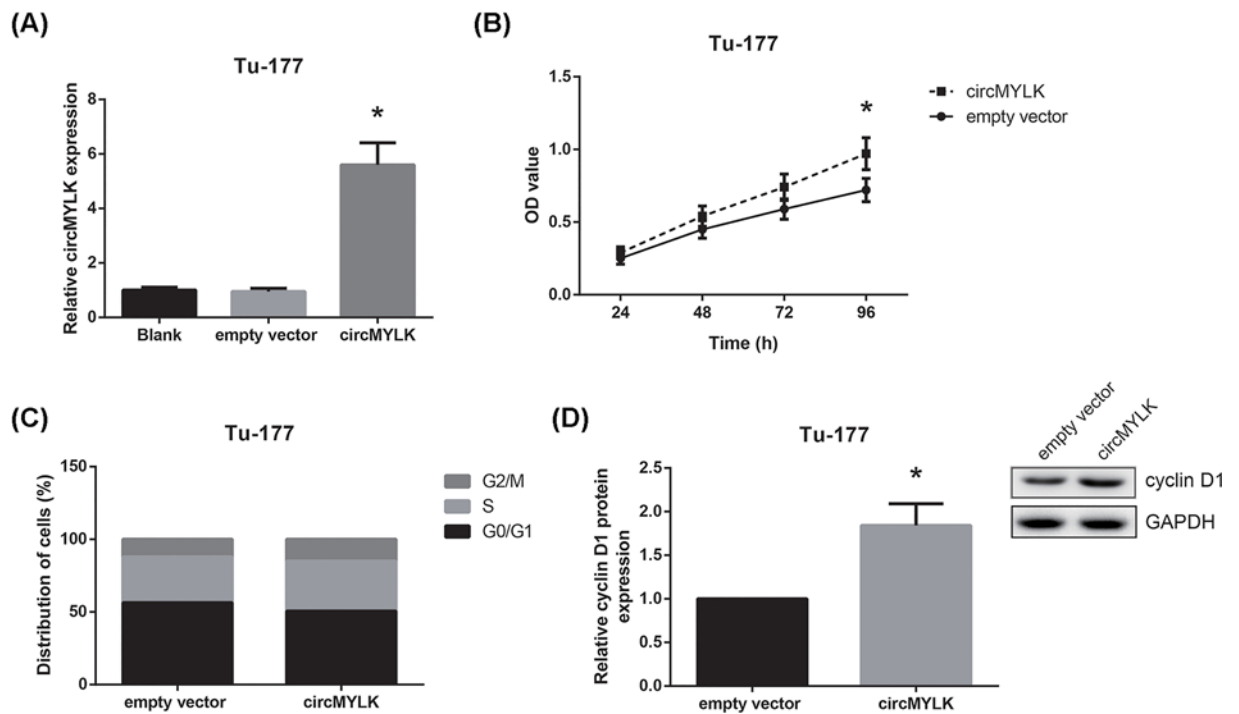 (A)
Tu-177
Relative circMYLK expression
8
6
4
2
0
*
Blank
empty vector
circMYLK
(B)
Tu-177
OD value
1.5
1.0
0.5
0.0
*
24
48
72
96
Time (h)
circMYLK
empty vector
(C)
Tu-177
Distribution of cells (%)
150
100
50
0
empty vector
circMYLK
G2/M
S
G0/G1
(D)
Tu-177
Relative cyclin D1 protein
expression
2.5
2.0
1.5
1.0
0.5
0.0
*
empty vector
circMYLK
empty vector
circMYLK
cyclin D1
GAPDH